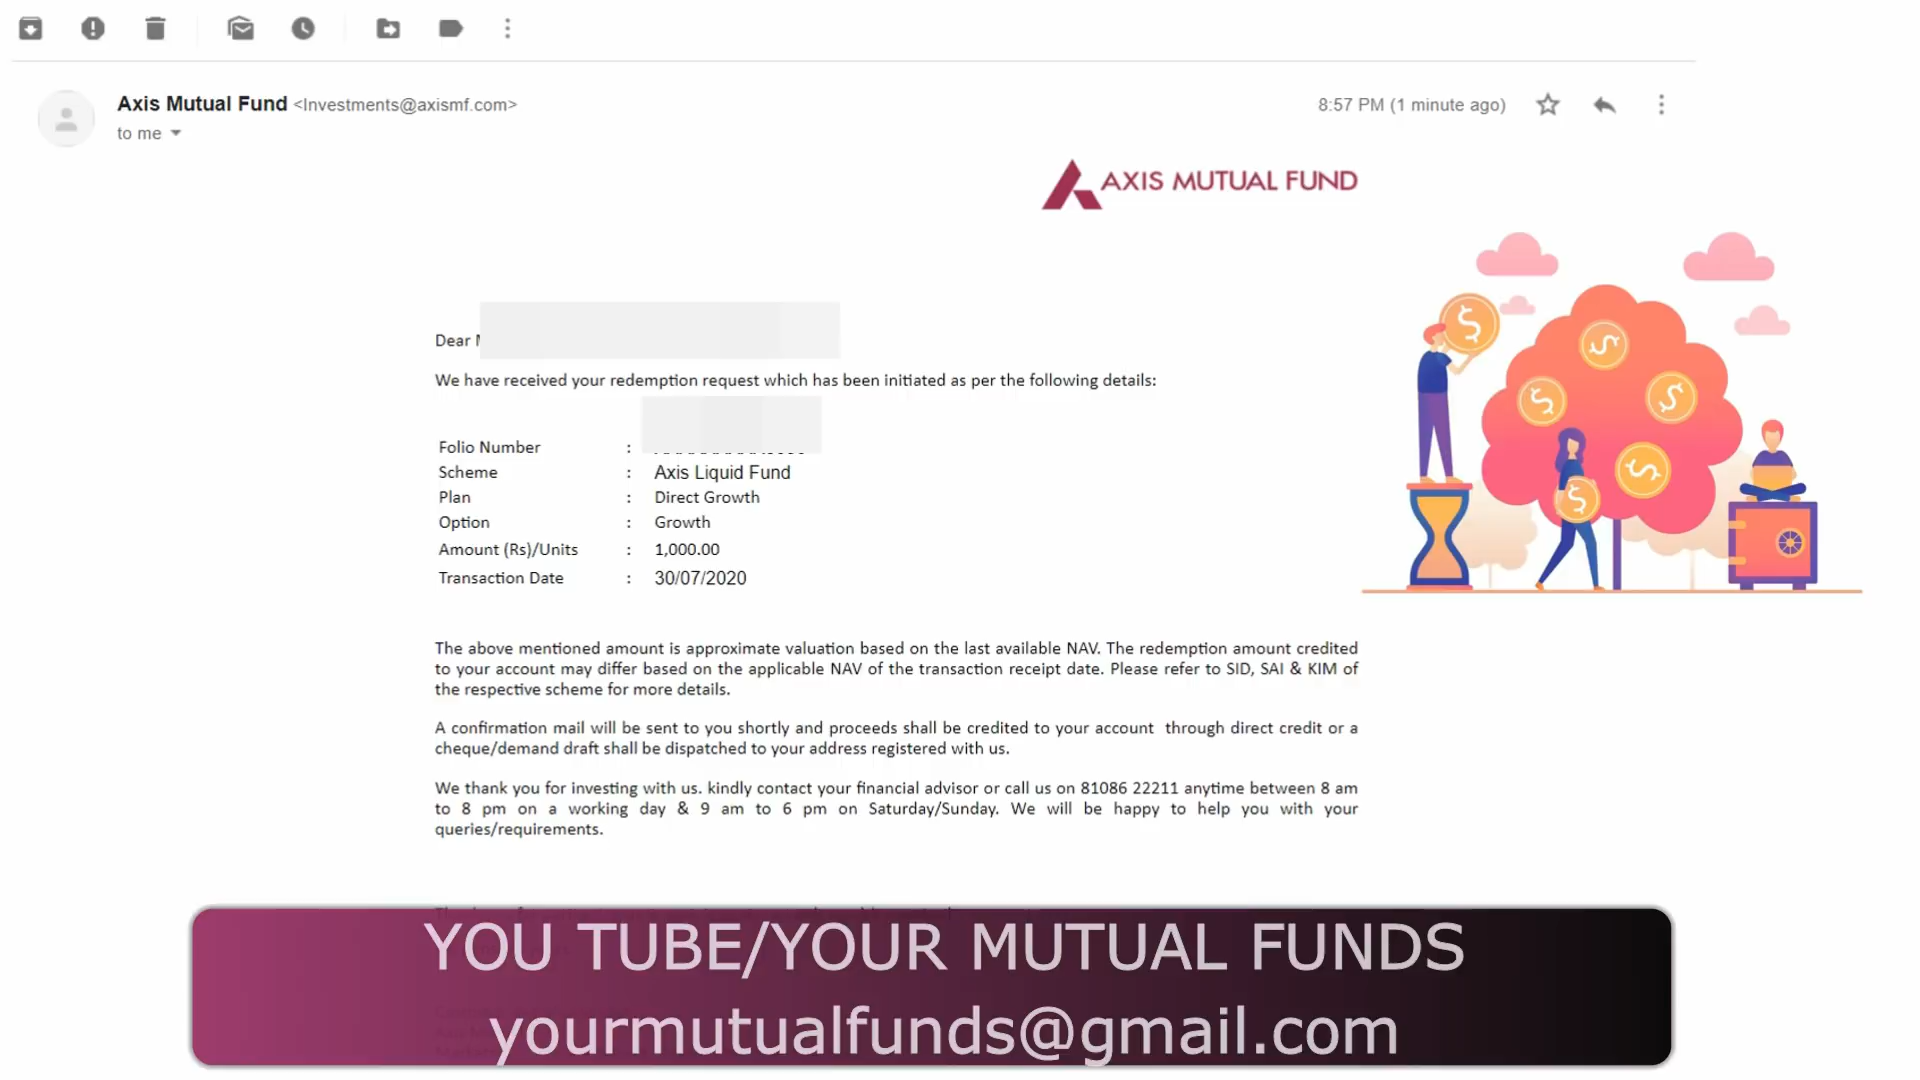 Axis Mutual Fund <Investments@axismf.com>
8:57 PM (1 minute ago)
to me
AXIS MUTUAL FUND
Dear
We have received your redemption request which has been initiated as per the following details:
Folio Number :
Scheme : Axis Liquid Fund
Plan : Direct Growth
Option : Growth
Amount (Rs)/Units : 1,000.00
Transaction Date : 30/07/2020
The above mentioned amount is approximate valuation based on the last available NAV. The redemption amount credited
to your account may differ based on the applicable NAV of the transaction receipt date. Please refer to SID, SAI & KIM of
the respective scheme for more details.
A confirmation mail will be sent to you shortly and proceeds shall be credited to your account through direct credit or a
cheque/demand draft shall be dispatched to your address registered with us.
We thank you for investing with us. kindly contact your financial advisor or call us on 81086 22211 anytime between 8 am
to 8 pm on a working day & 9 am to 6 pm on Saturday/Sunday. We will be happy to help you with your
queries/requirements.
YOU TUBE/YOUR MUTUAL FUNDS
yourmutualfunds@gmail.com